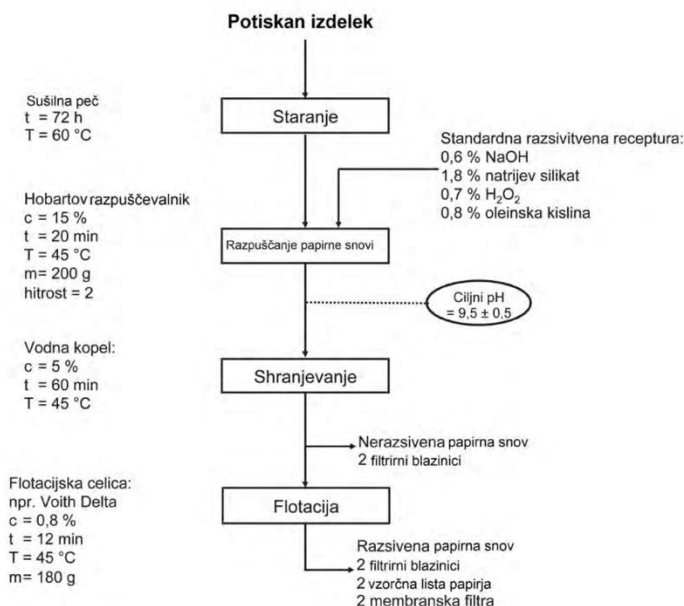 Potiskan izdelek
Sušilna peč
t = 72 h
T = 60 °C
Staranje
Standardna razsivitvena receptura:
0,6 % NaOH
1,8 % natrijev silikat
0,7 % H₂O₂
0,8 % oleinska kislina
Hobartov razpuščevalnik
c = 15 %
t = 20 min
T = 45 °C
m= 200 g
hitrost = 2
Razpuščanje papirne snovi
Ciljni pH
= 9,5 ± 0,5
Vodna kopel:
c = 5 %
t = 60 min
T = 45 °C
Shranjevanje
Nerazsivena papirna snov
2 filtrirni blazinici
Flotacijska celica:
npr. Voith Delta
c = 0,8 %
t = 12 min
T = 45 °C
m= 180 g
Flotacija
Razsivena papirna snov
2 filtrirni blazinici
2 vzorčna lista papirja
2 membranska filtra